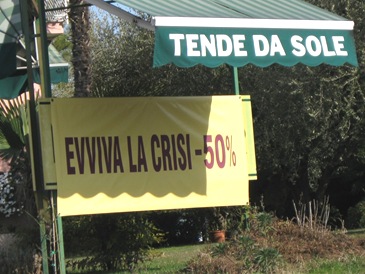 TENDE DA SOLE
EVVIVA LA CRISI -50%